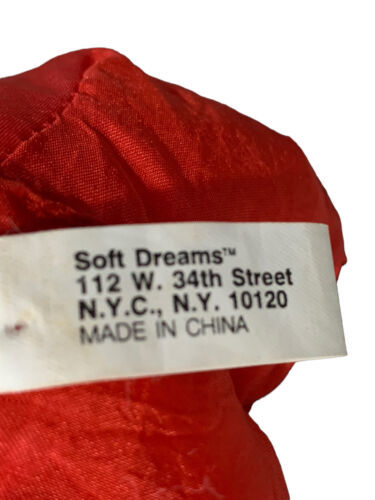 Soft Dreams™
112 W. 34th Street
N.Y.C., N.Y. 10120
MADE IN CHINA